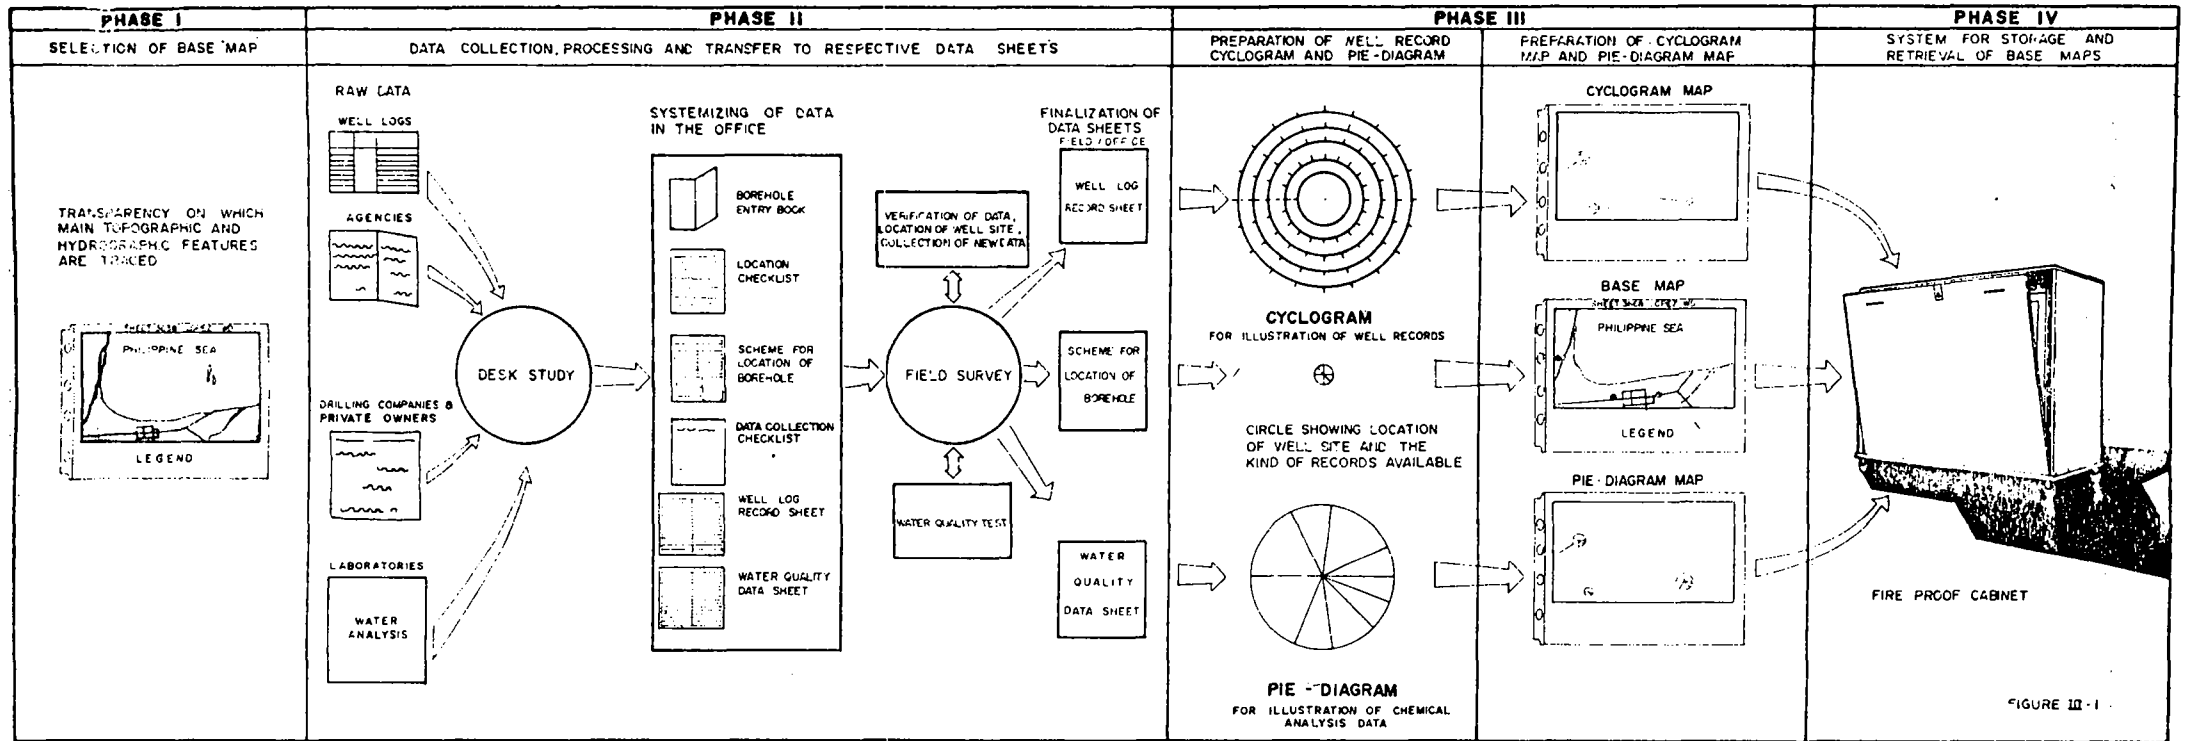 PHASE I
SELECTION OF BASE MAP
TRANSPARENCY ON WHICH
MAIN TOPOGRAPHIC AND
HYDROGRAPHIC FEATURES
ARE TRACED
PHILIPPINE SEA
LEGEND
PHASE II
DATA COLLECTION, PROCESSING AND TRANSFER TO RESPECTIVE DATA SHEETS
RAW DATA
WELL LOGS
AGENCIES
DRILLING COMPANIES &
PRIVATE OWNERS
LABORATORIES
WATER
ANALYSIS
DESK STUDY
SYSTEMIZING OF DATA
IN THE OFFICE
BOREHOLE
ENTRY BOOK
LOCATION
CHECKLIST
SCHEME FOR
LOCATION OF
BOREHOLE
DATA COLLECTION
CHECKLIST
WELL LOG
RECORD SHEET
WATER QUALITY
DATA SHEET
VERIFICATION OF DATA,
LOCATION OF WELL SITE,
COLLECTION OF NEW DATA
FIELD SURVEY
WATER QUALITY TEST
FINALIZATION OF
DATA SHEETS
FIELD / OFFICE
WELL LOG
RECORD SHEET
SCHEME FOR
LOCATION OF
BOREHOLE
WATER
QUALITY
DATA SHEET
PHASE III
PREPARATION OF WELL RECORD
CYCLOGRAM AND PIE-DIAGRAM
CYCLOGRAM
FOR ILLUSTRATION OF WELL RECORDS
CIRCLE SHOWING LOCATION
OF WELL SITE AND THE
KIND OF RECORDS AVAILABLE
PIE - DIAGRAM
FOR ILLUSTRATION OF CHEMICAL
ANALYSIS DATA
PREPARATION OF CYCLOGRAM
MAP AND PIE-DIAGRAM MAP
CYCLOGRAM MAP
BASE MAP
PHILIPPINE SEA
LEGEND
PIE-DIAGRAM MAP
PHASE IV
SYSTEM FOR STORAGE AND
RETRIEVAL OF BASE MAPS
FIRE PROOF CABINET
FIGURE III-1